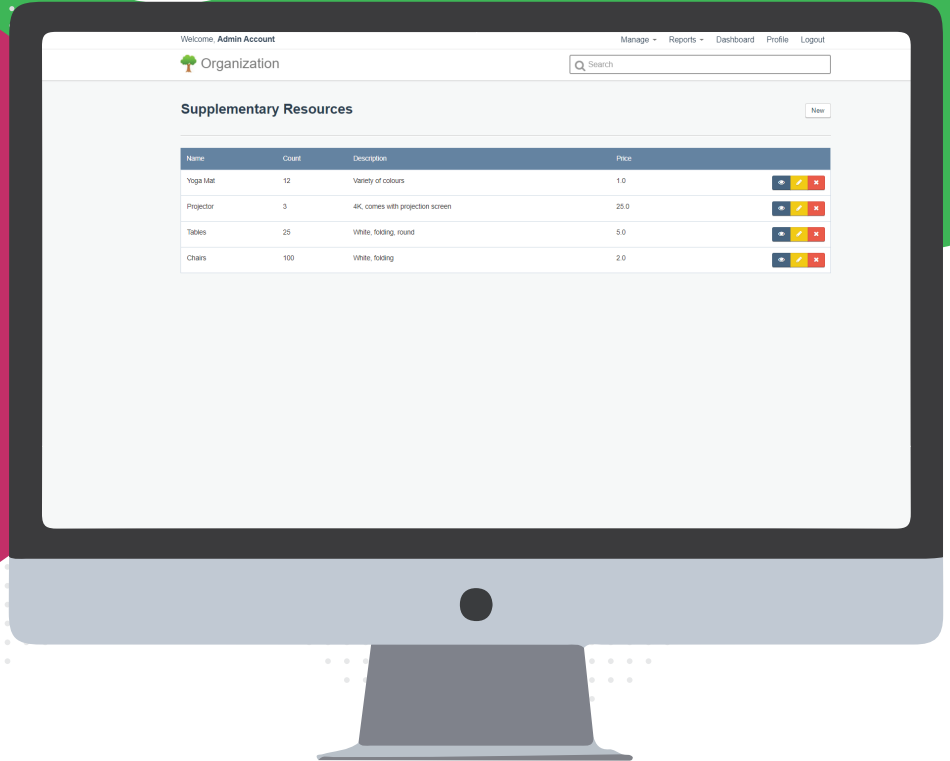 Welcome, Admin Account Manage Reports Dashboard Profile Logout
Organization Search
Supplementary Resources New
Name Count Description Price
Yoga Mat 12 Variety of colours 1.0
Projector 3 4K, comes with projection screen 25.0
Tables 25 White, folding, round 5.0
Chairs 100 White, folding 2.0